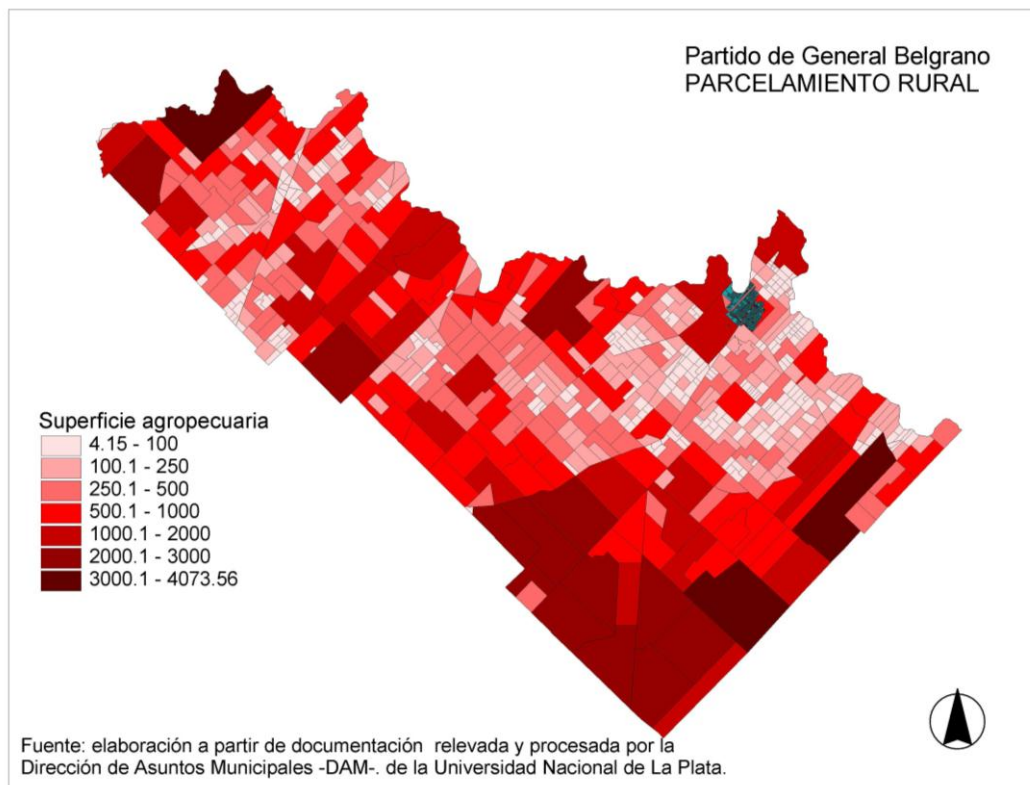 Partido de General Belgrano
PARCELAMIENTO RURAL
Superficie agropecuaria
4.15 - 100
100.1 - 250
250.1 - 500
500.1 - 1000
1000.1 - 2000
2000.1 - 3000
3000.1 - 4073.56
Fuente: elaboración a partir de documentación relevada y procesada por la
Dirección de Asuntos Municipales -DAM-. de la Universidad Nacional de La Plata.